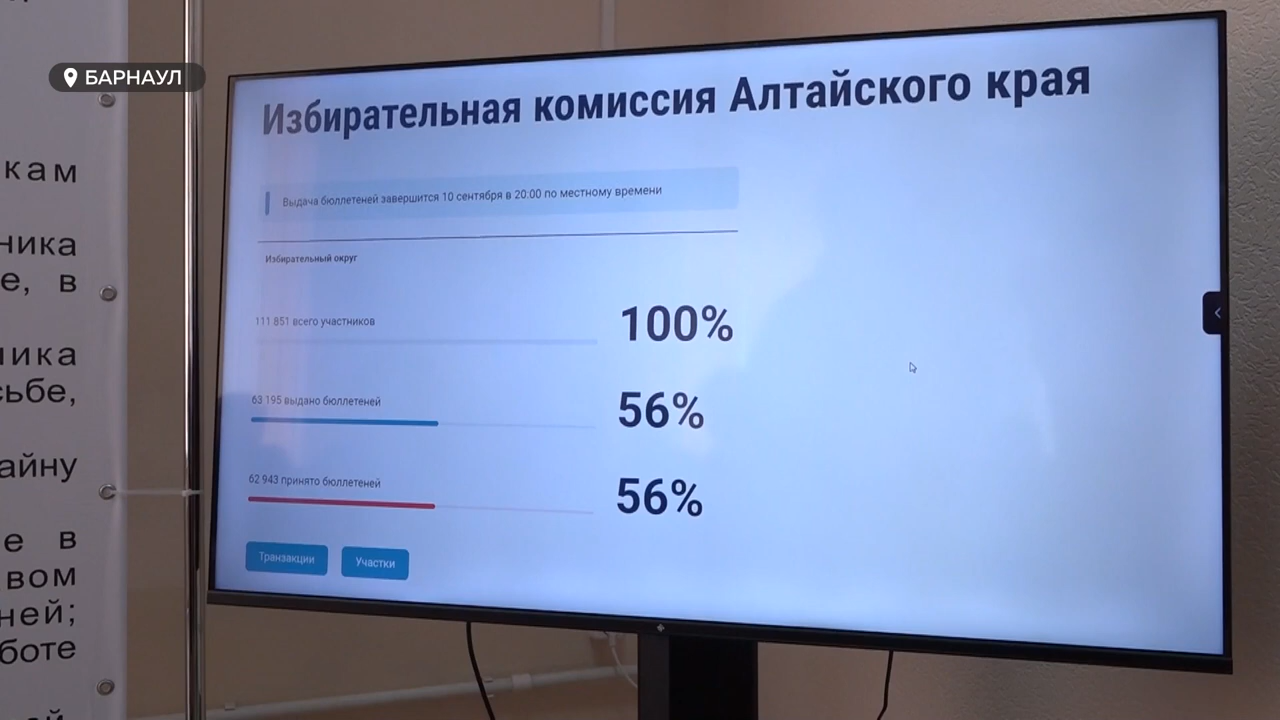 БАРНАУЛ
Избирательная комиссия Алтайского края
Выдача бюллетеней завершится 10 сентября в 20:00 по местному времени
Избирательный округ
111 851 всего участников
100%
63 195 выдано бюллетеней
56%
62 943 принято бюллетеней
56%
Транзакции
Участки
кам
ника
е, в
ника
сьбе,
айну
е в
вом
ней;
боте